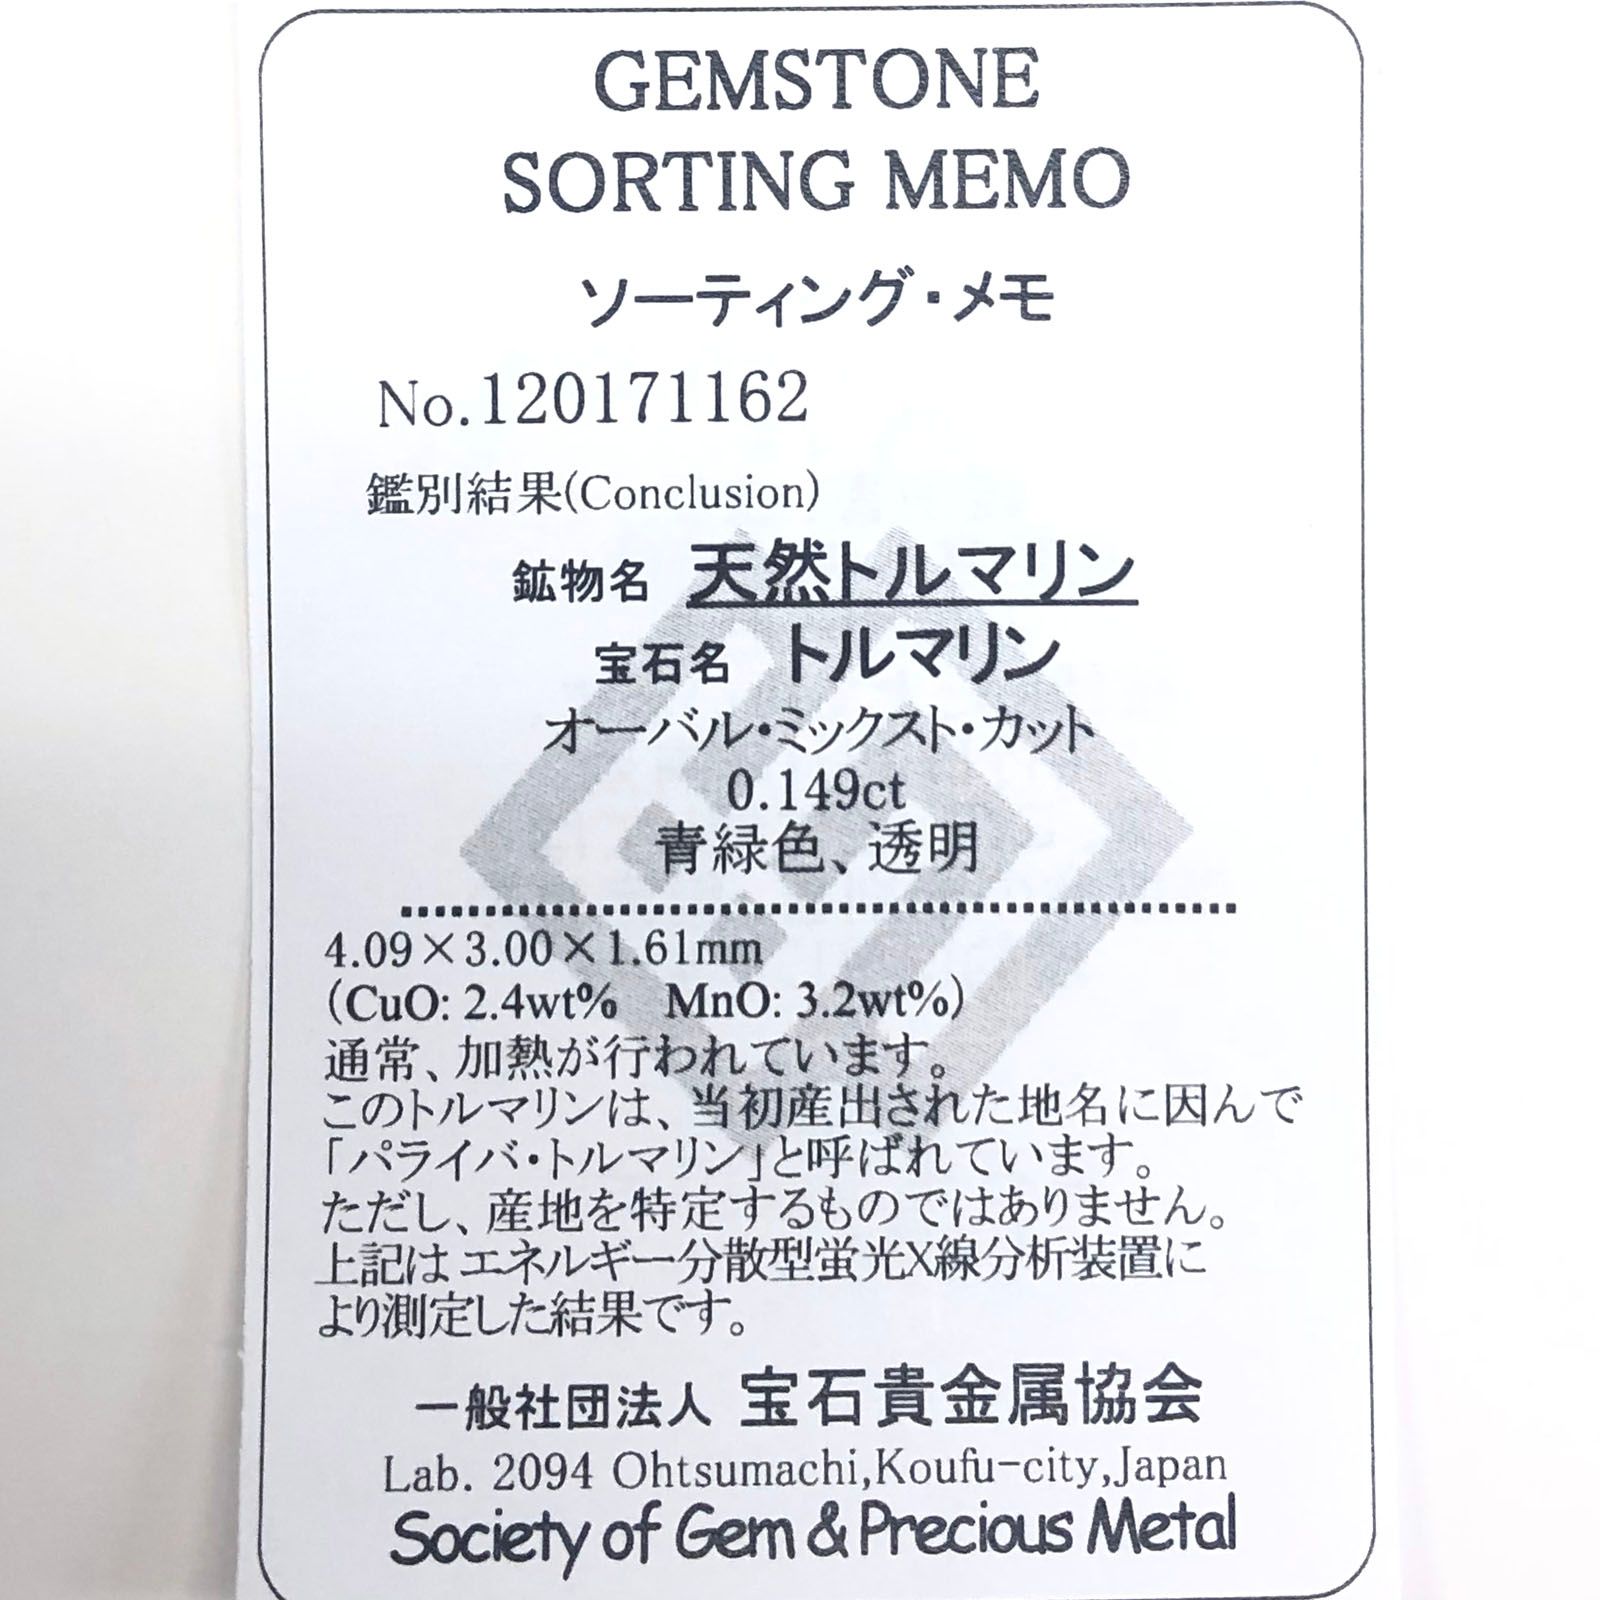 GEMSTONE
SORTING MEMO
ソーティング・メモ
No.120171162
鑑別結果(Conclusion)
鉱物名 天然トルマリン
宝石名 トルマリン
オーバル・ミックスト・カット
0.149ct
青緑色、透明
4.09×3.00×1.61mm
(CuO: 2.4wt% MnO: 3.2wt%)
通常、加熱が行われています。
このトルマリンは、当初産出された地名に因んで
「パライバ・トルマリン」と呼ばれています。
ただし、産地を特定するものではありません。
上記はエネルギー分散型蛍光X線分析装置に
より測定した結果です。
一般社団法人 宝石貴金属協会
Lab. 2094 Ohtsumachi,Koufu-city,Japan
Society of Gem & Precious Metal